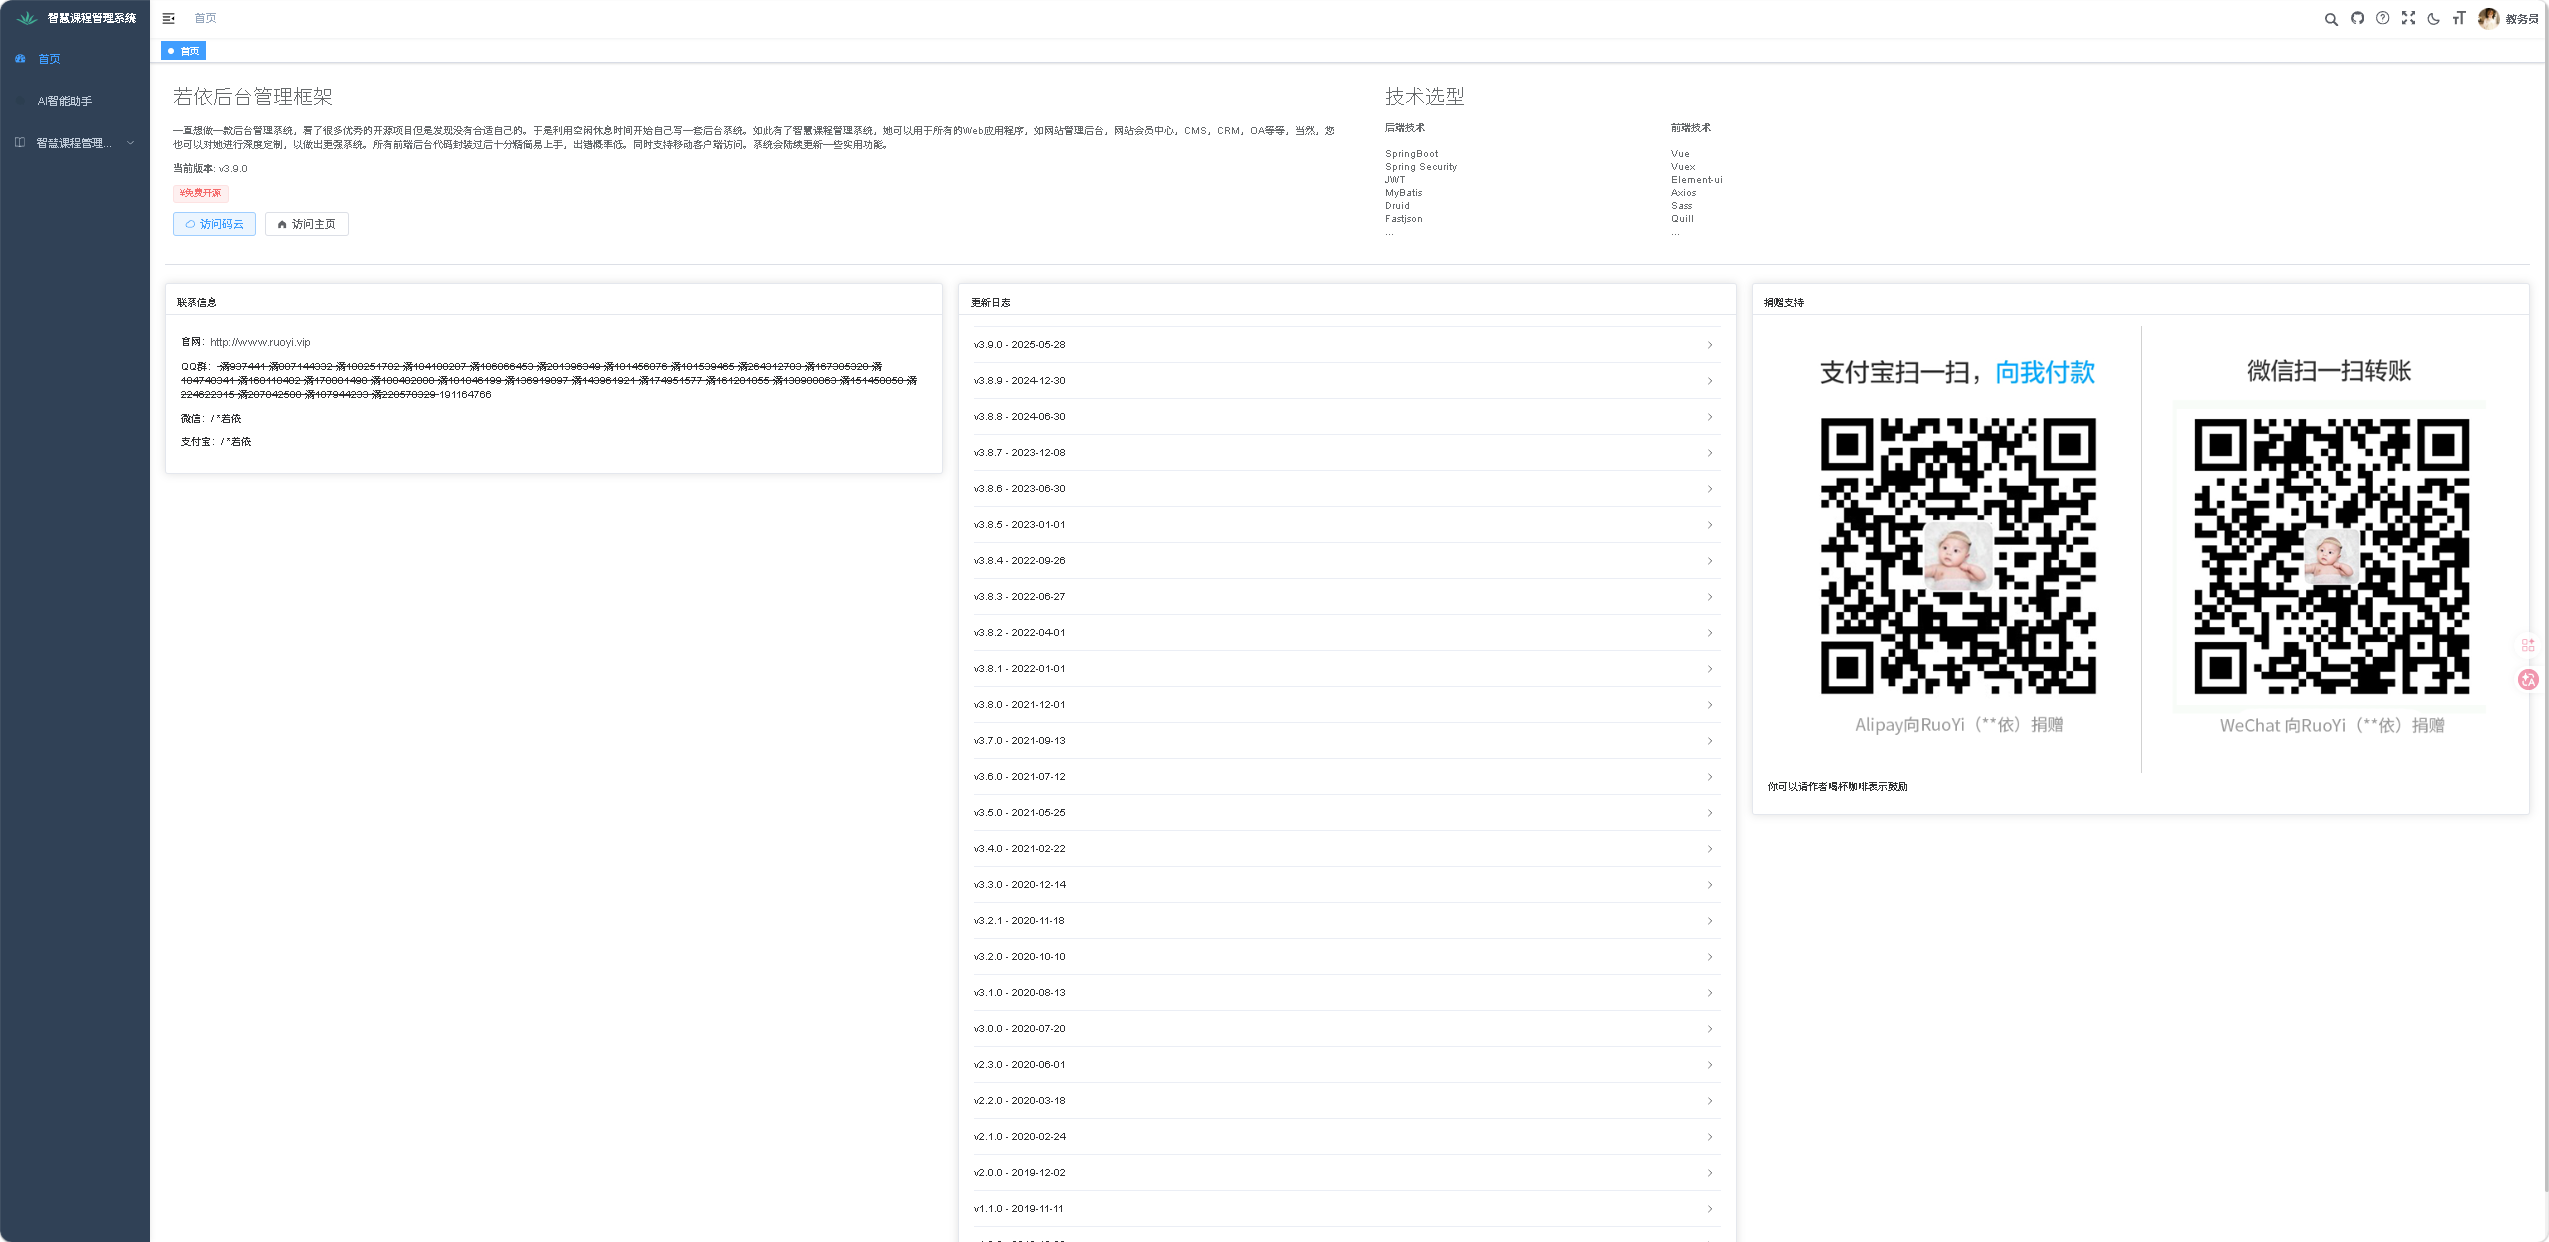 智慧课程管理系统
首页
AI智能助手
智慧课程管理...
首页
教务员
首页
若依后台管理框架
一直想做一款后台管理系统，看了很多优秀的开源项目但是发现没有合适自己的。于是利用空闲休息时间开始自己写一套后台系统。如此有了智慧课程管理系统，她可以用于所有的Web应用程序，如网站管理后台，网站会员中心，CMS，CRM，OA等等，当然，您
也可以对她进行深度定制，以做出更强系统。所有前端后台代码封装过后十分精简易上手，出错概率低。同时支持移动客户端访问。系统会陆续更新一些实用功能。
当前版本: v3.9.0
¥免费开源
访问码云
访问主页
技术选型
后端技术
SpringBoot
Spring Security
JWT
MyBatis
Druid
Fastjson
...
前端技术
Vue
Vuex
Element-ui
Axios
Sass
Quill
...
联系信息
官网：http://www.ruoyi.vip
QQ群：
191164766
微信：/ *若依
支付宝：/ *若依
更新日志
v3.9.0 - 2025-05-28
v3.8.9 - 2024-12-30
v3.8.8 - 2024-06-30
v3.8.7 - 2023-12-08
v3.8.6 - 2023-06-30
v3.8.5 - 2023-01-01
v3.8.4 - 2022-09-26
v3.8.3 - 2022-06-27
v3.8.2 - 2022-04-01
v3.8.1 - 2022-01-01
v3.8.0 - 2021-12-01
v3.7.0 - 2021-09-13
v3.6.0 - 2021-07-12
v3.5.0 - 2021-05-25
v3.4.0 - 2021-02-22
v3.3.0 - 2020-12-14
v3.2.1 - 2020-11-18
v3.2.0 - 2020-10-10
v3.1.0 - 2020-08-13
v3.0.0 - 2020-07-20
v2.3.0 - 2020-06-01
v2.2.0 - 2020-03-18
v2.1.0 - 2020-02-24
v2.0.0 - 2019-12-02
v1.1.0 - 2019-11-11
捐赠支持
支付宝扫一扫，向我付款
Alipay向RuoYi（**依）捐赠
微信扫一扫转账
WeChat 向RuoYi（**依）捐赠
你可以请作者喝杯咖啡表示鼓励